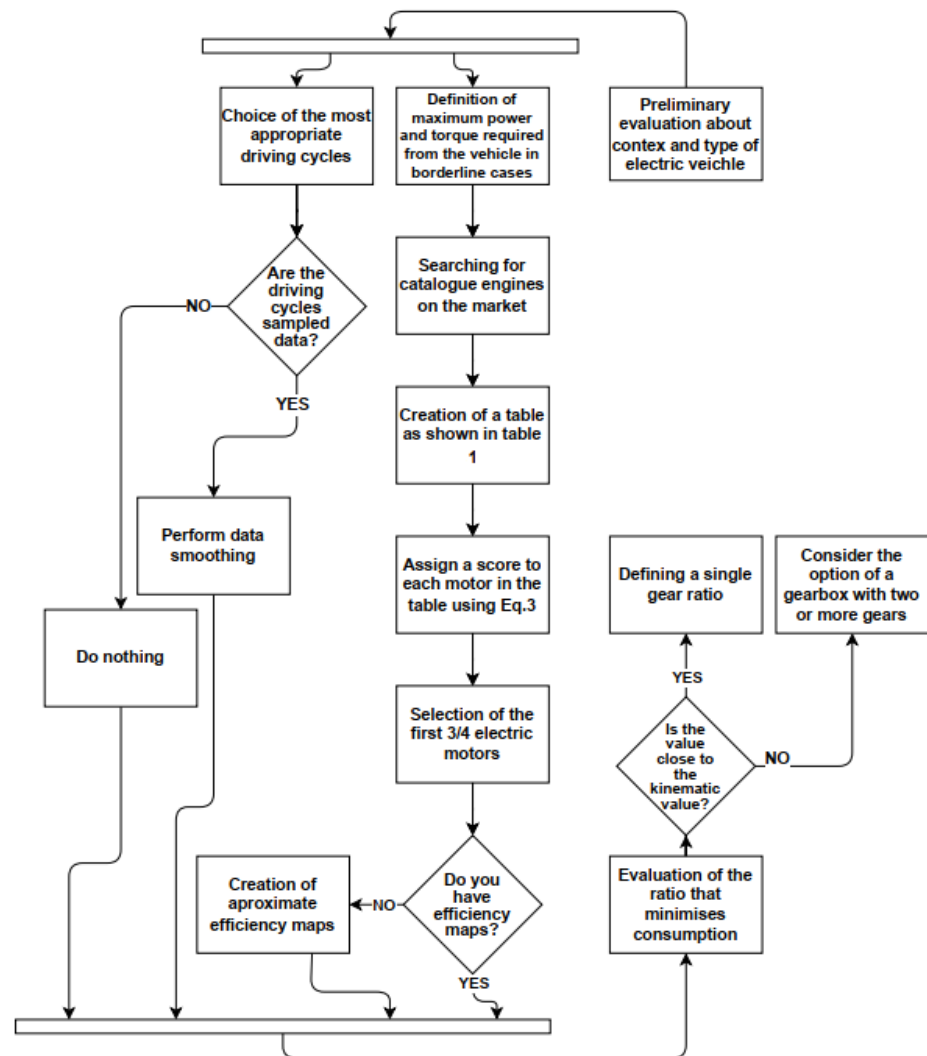 Choice of the most
appropriate
driving cycles
Definition of
maximum power
and torque required
from the vehicle in
borderline cases
Preliminary
evaluation about
contex and type of
electric veichle
Are the
driving
cycles
sampled
data?
NO
YES
Searching for
catalogue engines
on the market
Creation of a table
as shown in table
1
Perform data
smoothing
Do nothing
Assign a score to
each motor in the
table using Eq.3
Selection of the
first 3/4 electric
motors
Do you
have
efficiency
maps?
NO
YES
Creation of
aproximate
efficiency maps
Defining a single
gear ratio
Consider the
option of a
gearbox with two
or more gears
YES
Is the
value
close to
the
kinematic
value?
NO
Evaluation of the
ratio that
minimises
consumption